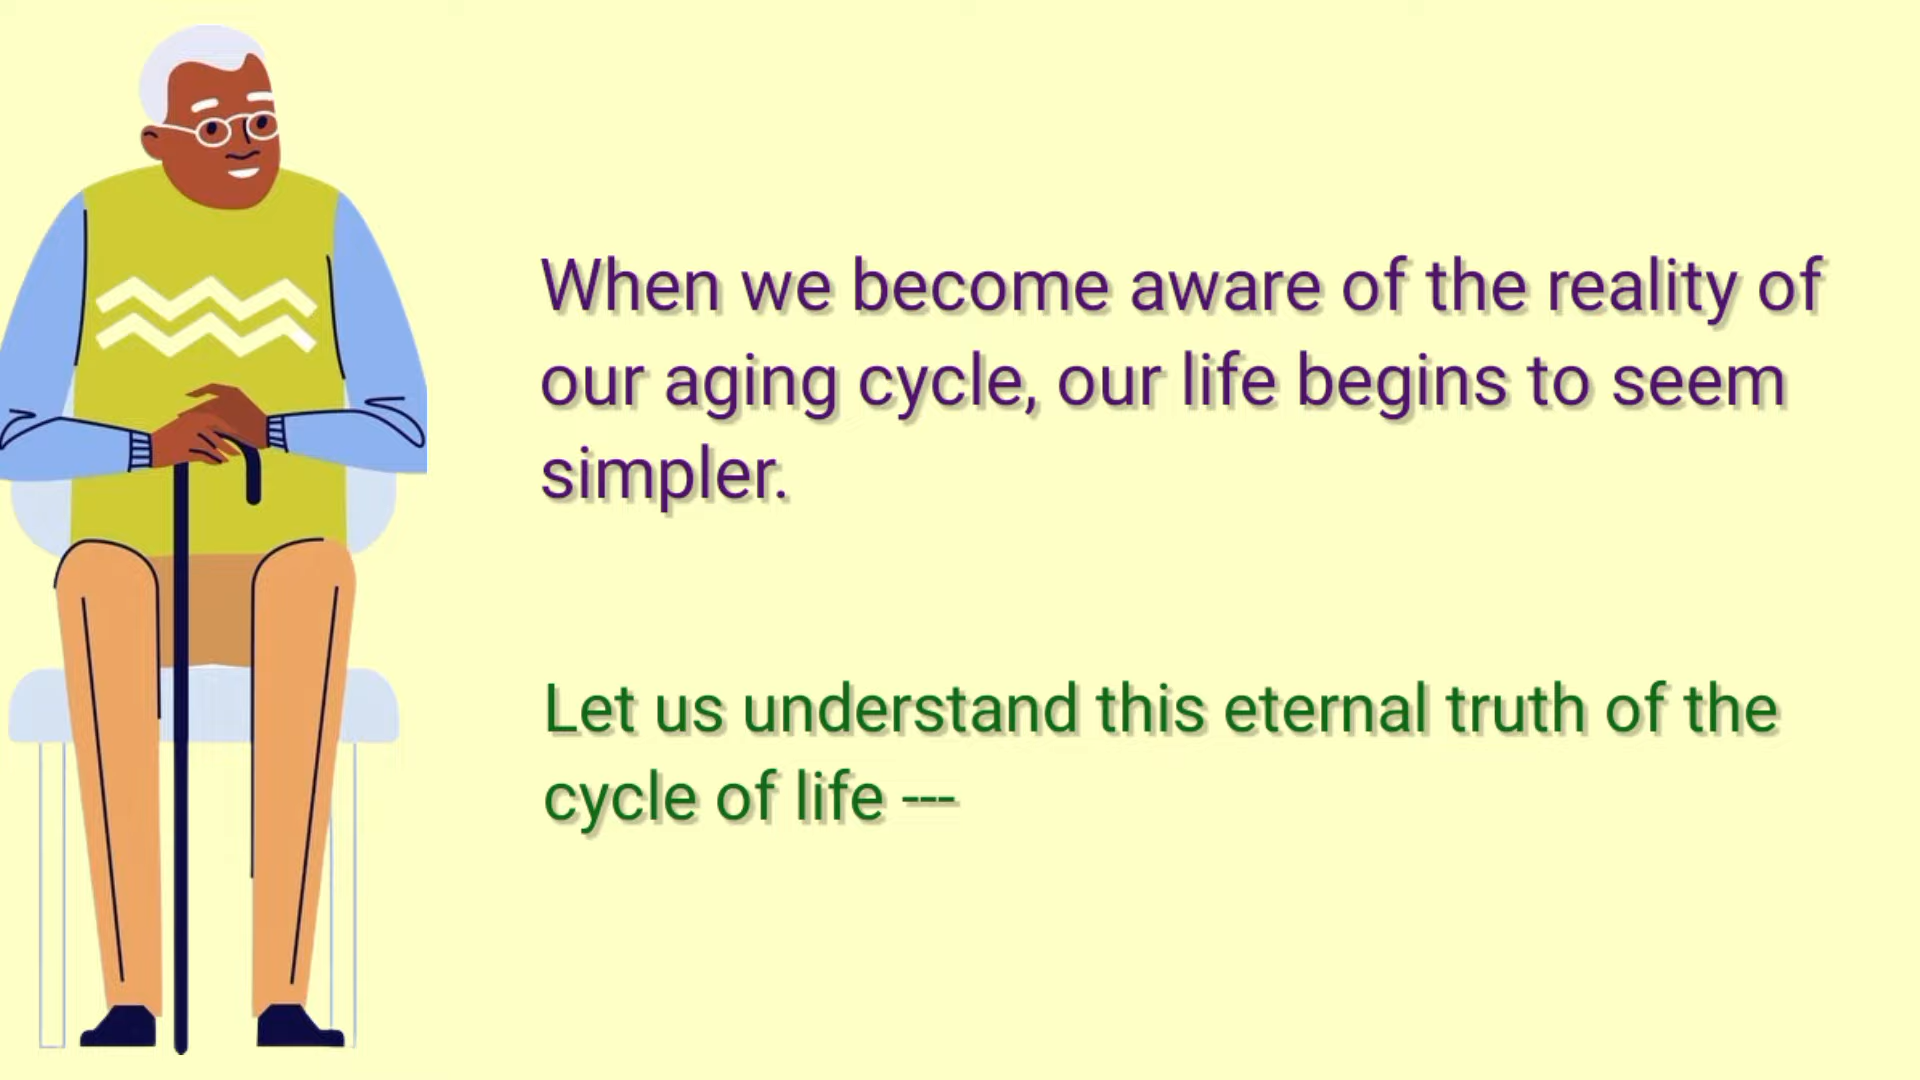 When we become aware of the reality of
our aging cycle, our life begins to seem
simpler.
Let us understand this eternal truth of the
cycle of life ---